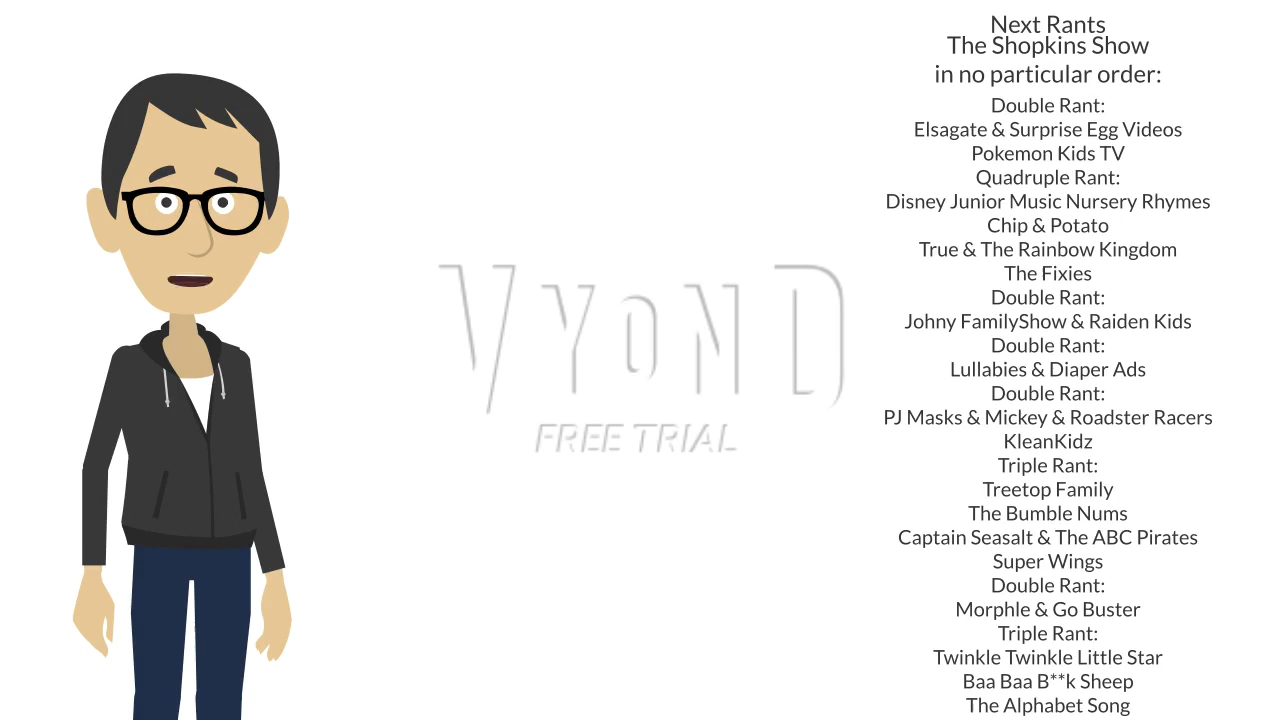 Next Rants
The Shopkins Show
in no particular order:
Double Rant:
Elsagate & Surprise Egg Videos
Pokemon Kids TV
Quadruple Rant:
Disney Junior Music Nursery Rhymes
Chip & Potato
True & The Rainbow Kingdom
The Fixies
Double Rant:
Johny FamilyShow & Raiden Kids
Double Rant:
Lullabies & Diaper Ads
Double Rant:
PJ Masks & Mickey & Roadster Racers
KleanKidz
Triple Rant:
Treetop Family
The Bumble Nums
Captain Seasalt & The ABC Pirates
Super Wings
Double Rant:
Morphle & Go Buster
Triple Rant:
Twinkle Twinkle Little Star
Baa Baa B**k Sheep
The Alphabet Song
VYOND
FREE TRIAL